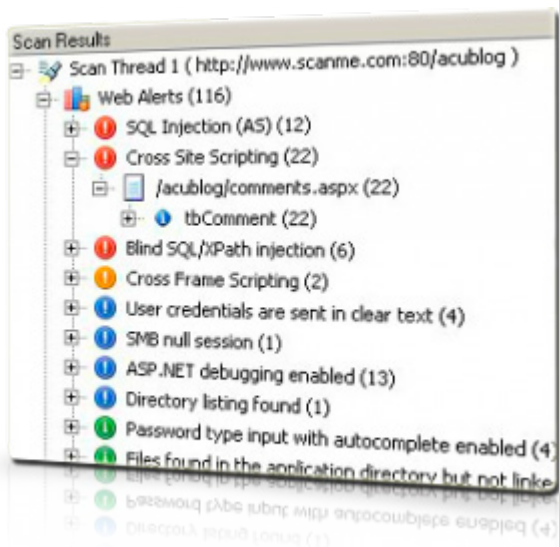 Scan Results
Scan Thread 1 ( http://www.scanme.com:80/acublog )
Web Alerts (116)
SQL Injection (AS) (12)
Cross Site Scripting (22)
/acublog/comments.aspx (22)
tbComment (22)
Blind SQL/XPath injection (6)
Cross Frame Scripting (2)
User credentials are sent in clear text (4)
SMB null session (1)
ASP.NET debugging enabled (13)
Directory listing found (1)
Password type input with autocomplete enabled (4)
Files found in the application directory but not linke